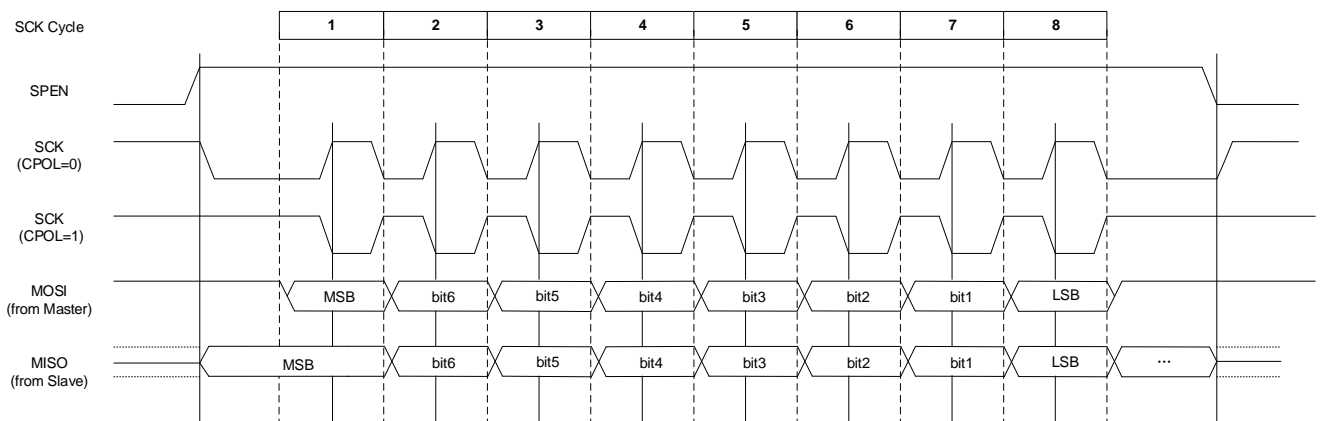 SCK Cycle 1 2 3 4 5 6 7 8
SPEN
SCK
(CPOL=0)
SCK
(CPOL=1)
MOSI
(from Master)
MSB bit6 bit5 bit4 bit3 bit2 bit1 LSB
MISO
(from Slave)
MSB bit6 bit5 bit4 bit3 bit2 bit1 LSB ...